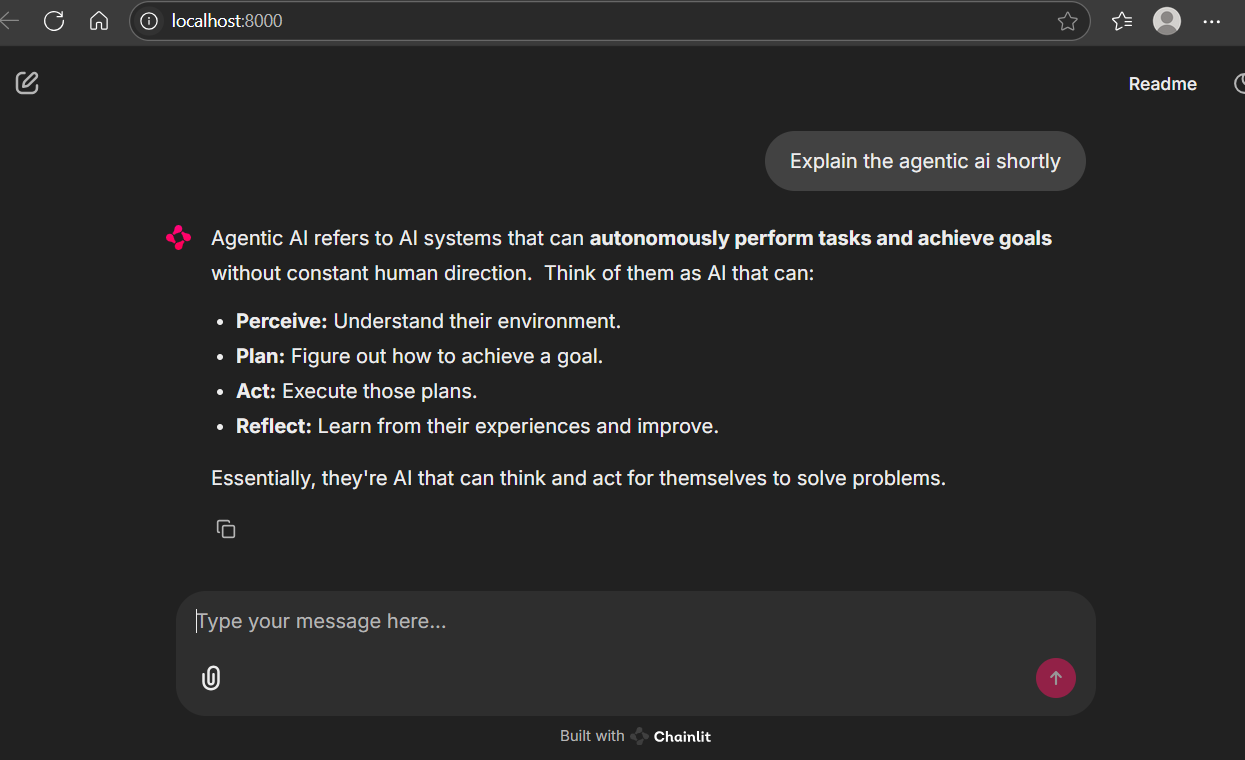 localhost:8000
Readme
Explain the agentic ai shortly
Agentic AI refers to AI systems that can autonomously perform tasks and achieve goals
without constant human direction.  Think of them as AI that can:
• Perceive: Understand their environment.
• Plan: Figure out how to achieve a goal.
• Act: Execute those plans.
• Reflect: Learn from their experiences and improve.
Essentially, they're AI that can think and act for themselves to solve problems.
Type your message here...
Built with Chainlit